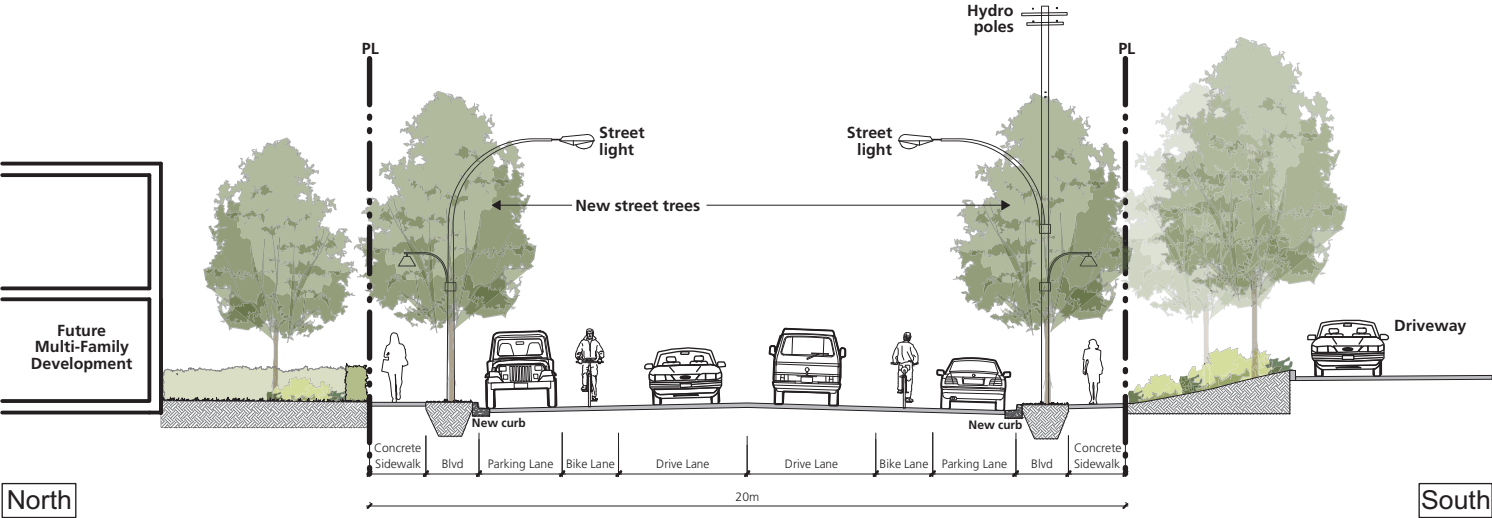 Hydro
poles
PL
PL
Street
light
Street
light
New street trees
Future
Multi-Family
Development
Driveway
New curb
New curb
Concrete
Sidewalk
Blvd
Parking Lane
Bike Lane
Drive Lane
Drive Lane
Bike Lane
Parking Lane
Blvd
Concrete
Sidewalk
20m
North
South